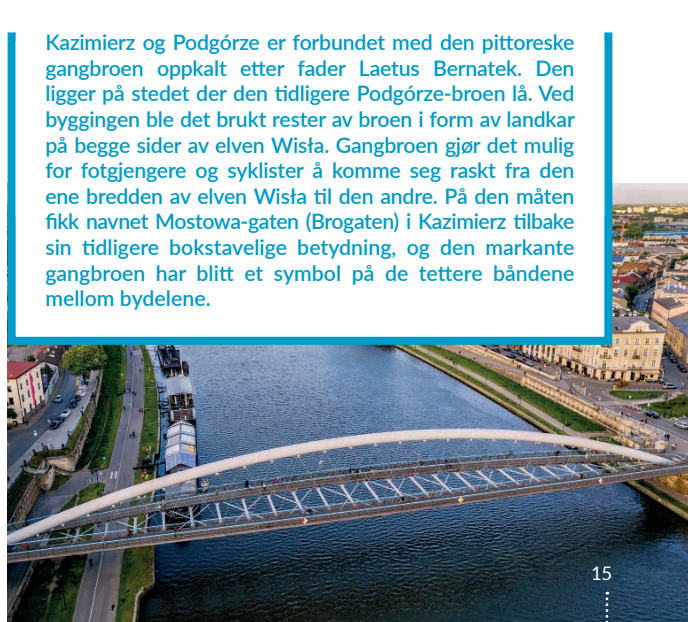 Kazimierz og Podgórze er forbundet med den pittoreske
gangbroen oppkalt etter fader Laetus Bernatek. Den
ligger på stedet der den tidligere Podgórze-broen lå. Ved
byggingen ble det brukt rester av broen i form av landkar
på begge sider av elven Wisła. Gangbroen gjør det mulig
for fotgjengere og syklister å komme seg raskt fra den
ene bredden av elven Wisła til den andre. På den måten
fikk navnet Mostowa-gaten (Brogaten) i Kazimierz tilbake
sin tidligere bokstavelige betydning, og den markante
gangbroen har blitt et symbol på de tettere båndene
mellom bydelene.
15